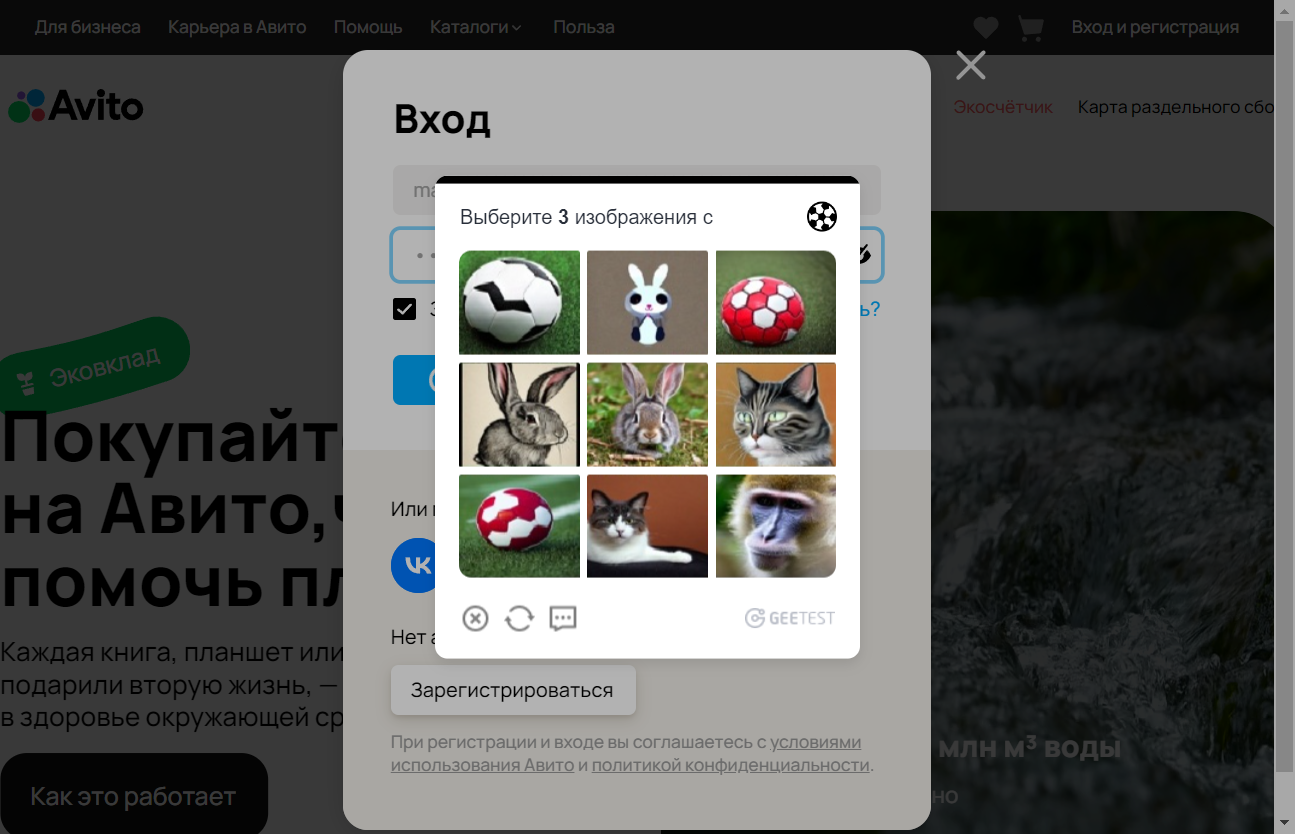 Для бизнеса Карьера в Авито Помощь Каталоги Польза Вход и регистрация
Avito
Экосчётчик Карта раздельного сбо
Вход
ma
Выберите 3 изображения с
ь?
Эковклад
Покупайт
на Авито,
помочь пл
Или
Нет а
GEETEST
Каждая книга, планшет или
подарили вторую жизнь, —
в здоровье окружающей ср
Зарегистрироваться
При регистрации и входе вы соглашаетесь с условиями
использования Авито и политикой конфиденциальности.
млн м³ воды
но
Как это работает